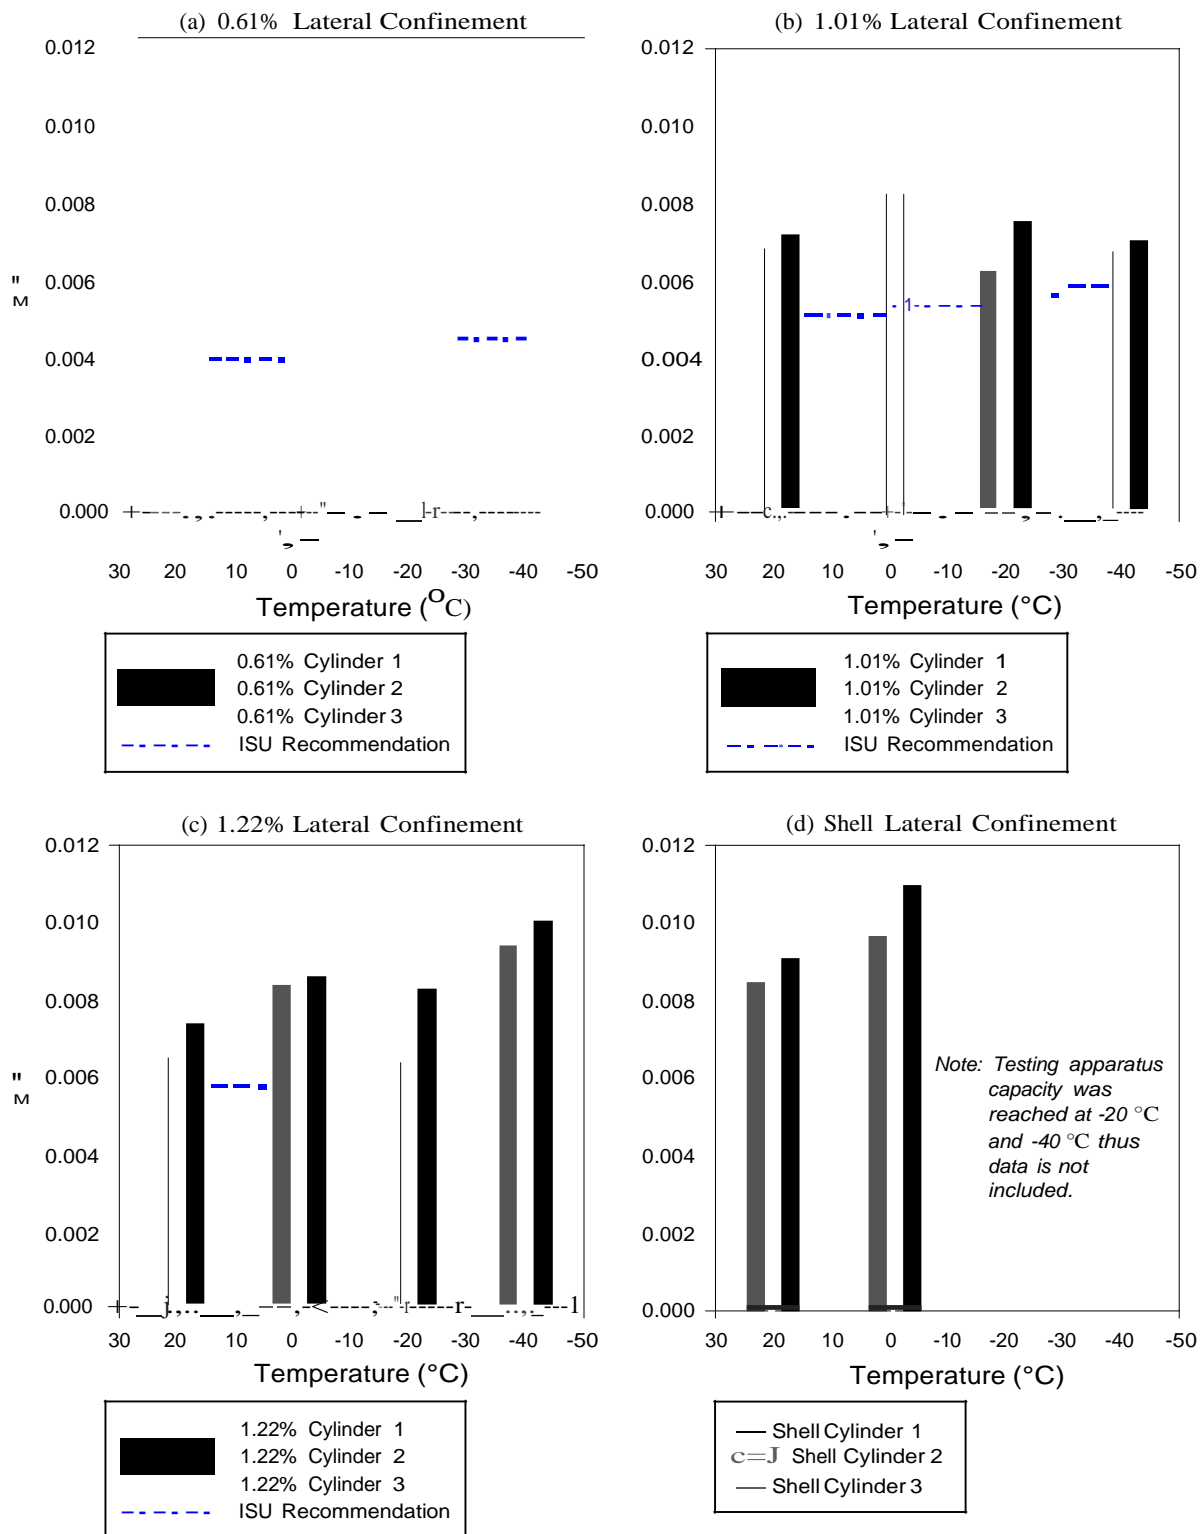 (a) 0.61% Lateral Confinement
0.012
0.010
0.008
0.006
0.004
0.002
0.000
30 20 10 0 -10 -20 -30 -40 -50
Temperature (°C)
0.61% Cylinder 1
0.61% Cylinder 2
0.61% Cylinder 3
ISU Recommendation
(b) 1.01% Lateral Confinement
0.012
0.010
0.008
0.006
0.004
0.002
0.000
30 20 10 0 -10 -20 -30 -40 -50
Temperature (°C)
1.01% Cylinder 1
1.01% Cylinder 2
1.01% Cylinder 3
ISU Recommendation
(c) 1.22% Lateral Confinement
0.012
0.010
0.008
0.006
0.004
0.002
0.000
30 20 10 0 -10 -20 -30 -40 -50
Temperature (°C)
1.22% Cylinder 1
1.22% Cylinder 2
1.22% Cylinder 3
ISU Recommendation
(d) Shell Lateral Confinement
0.012
0.010
0.008
0.006
0.004
0.002
0.000
Note: Testing apparatus
capacity was
reached at -20 °C
and -40 °C thus
data is not
included.
30 20 10 0 -10 -20 -30 -40 -50
Temperature (°C)
Shell Cylinder 1
c=J Shell Cylinder 2
Shell Cylinder 3